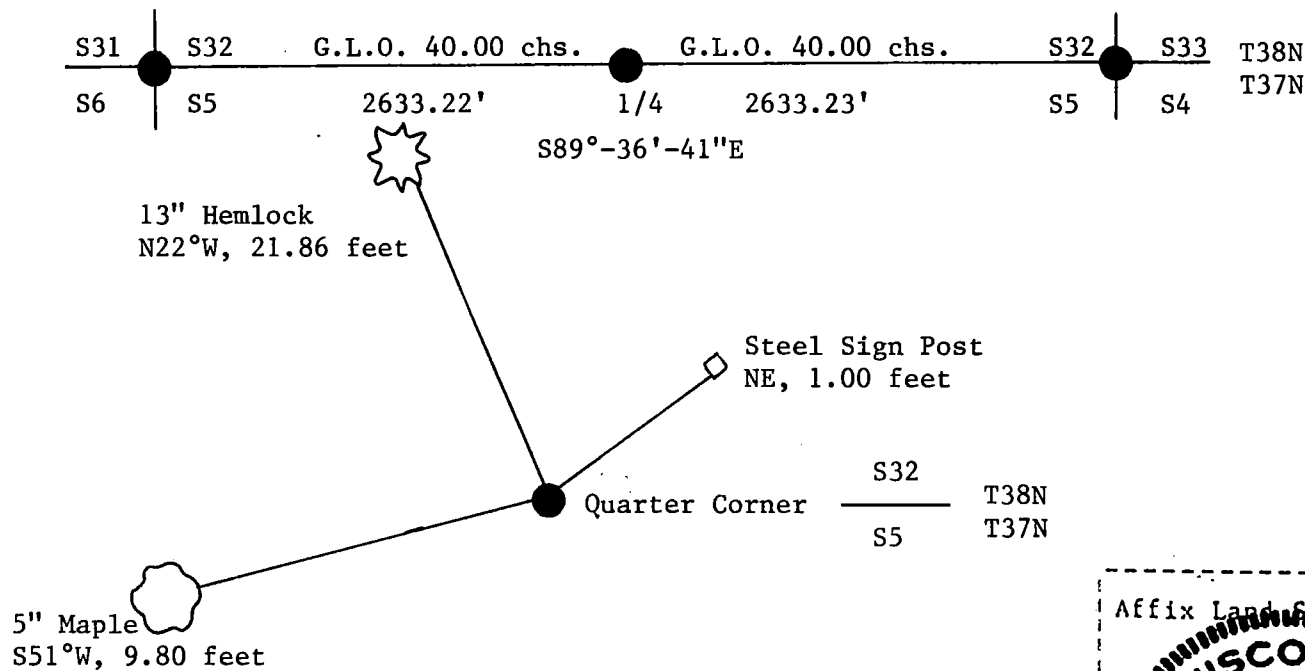 S31 S32 G.L.O. 40.00 chs. G.L.O. 40.00 chs. S32 S33 T38N
T37N
S6 S5 2633.22' 1/4 2633.23' S5 S4
S89°-36'-41"E
13" Hemlock
N22°W, 21.86 feet
Steel Sign Post
NE, 1.00 feet
S32
Quarter Corner T38N
S5 T37N
Affix Land
5" Maple
S51°W, 9.80 feet